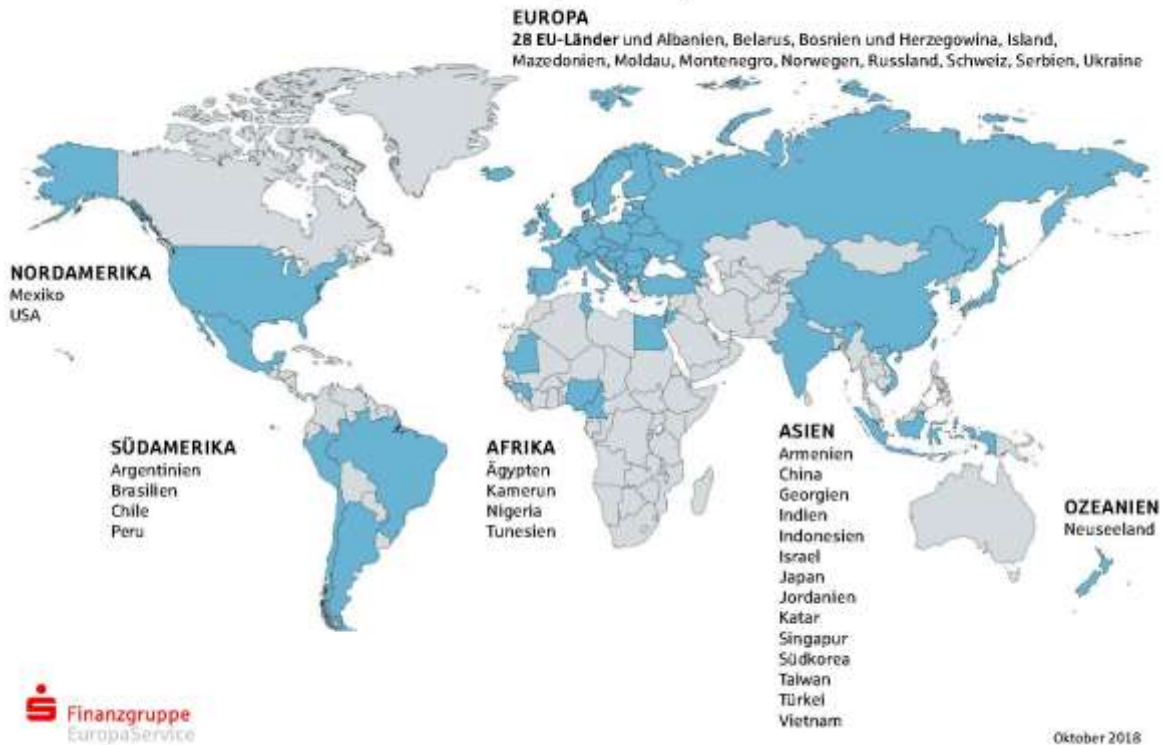 EUROPA
28 EU-Länder und Albanien, Belarus, Bosnien und Herzegowina, Island,
Mazedonien, Moldau, Montenegro, Norwegen, Russland, Schweiz, Serbien, Ukraine
NORDAMERIKA
Mexiko
USA
SÜDAMERIKA
Argentinien
Brasilien
Chile
Peru
AFRIKA
Ägypten
Kamerun
Nigeria
Tunesien
ASIEN
Armenien
China
Georgien
Indien
Indonesien
Israel
Japan
Jordanien
Katar
Singapur
Südkorea
Taiwan
Türkei
Vietnam
OZEANIEN
Neuseeland
Finanzgruppe
EuropaService
Oktober 2018